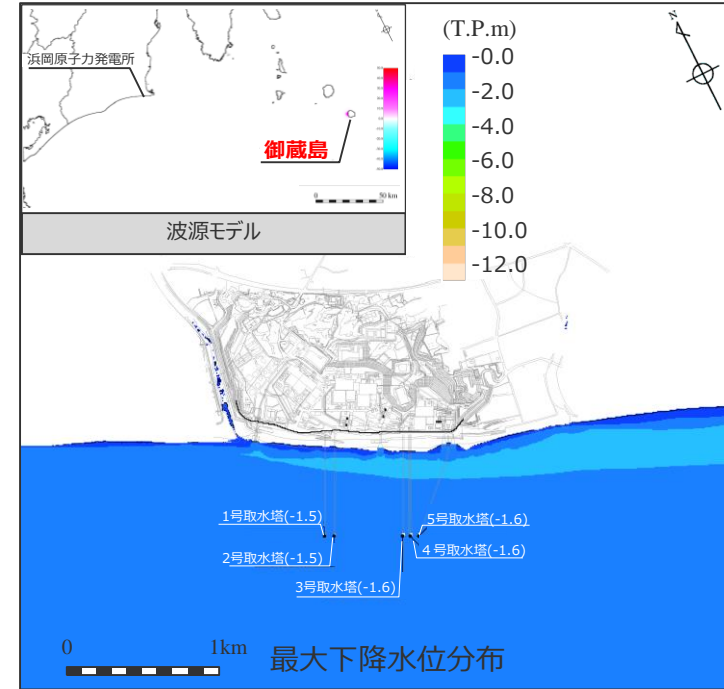 浜岡原子力発電所
御蔵島
0
50 km
波源モデル
(T.P.m)
-0.0
-2.0
-4.0
-6.0
-8.0
-10.0
-12.0
N
1号取水塔(-1.5)
2号取水塔(-1.5)
3号取水塔(-1.6)
5号取水塔(-1.6)
4号取水塔(-1.6)
0
1km
最大下降水位分布